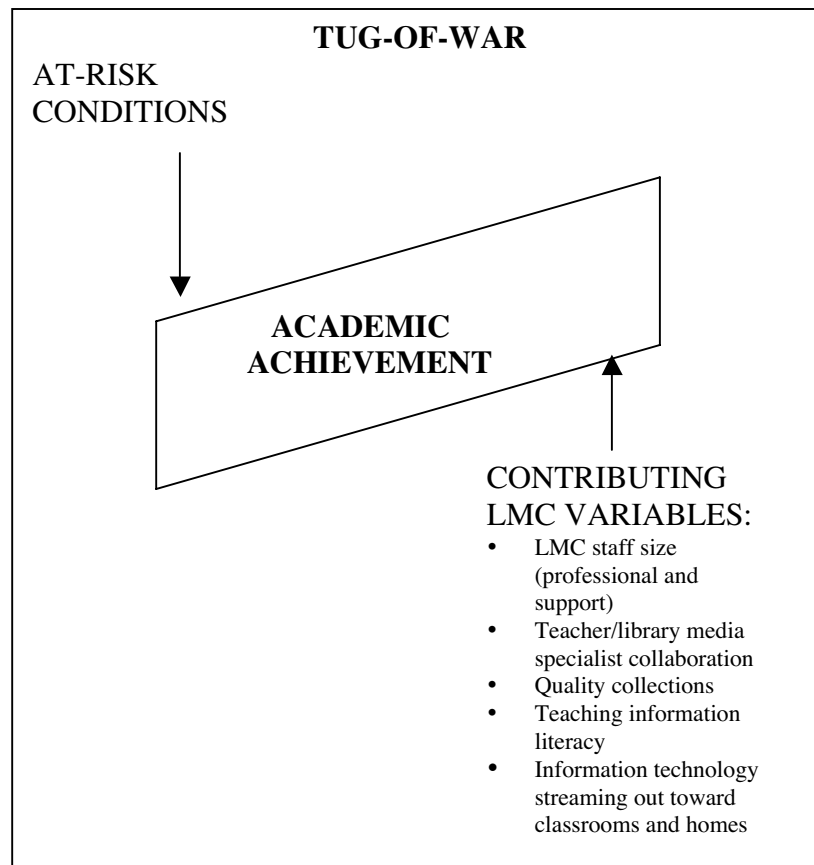 TUG-OF-WAR
AT-RISK
CONDITIONS
ACADEMIC
ACHIEVEMENT
CONTRIBUTING
LMC VARIABLES:
• LMC staff size
(professional and
support)
• Teacher/library media
specialist collaboration
• Quality collections
• Teaching information
literacy
• Information technology
streaming out toward
classrooms and homes